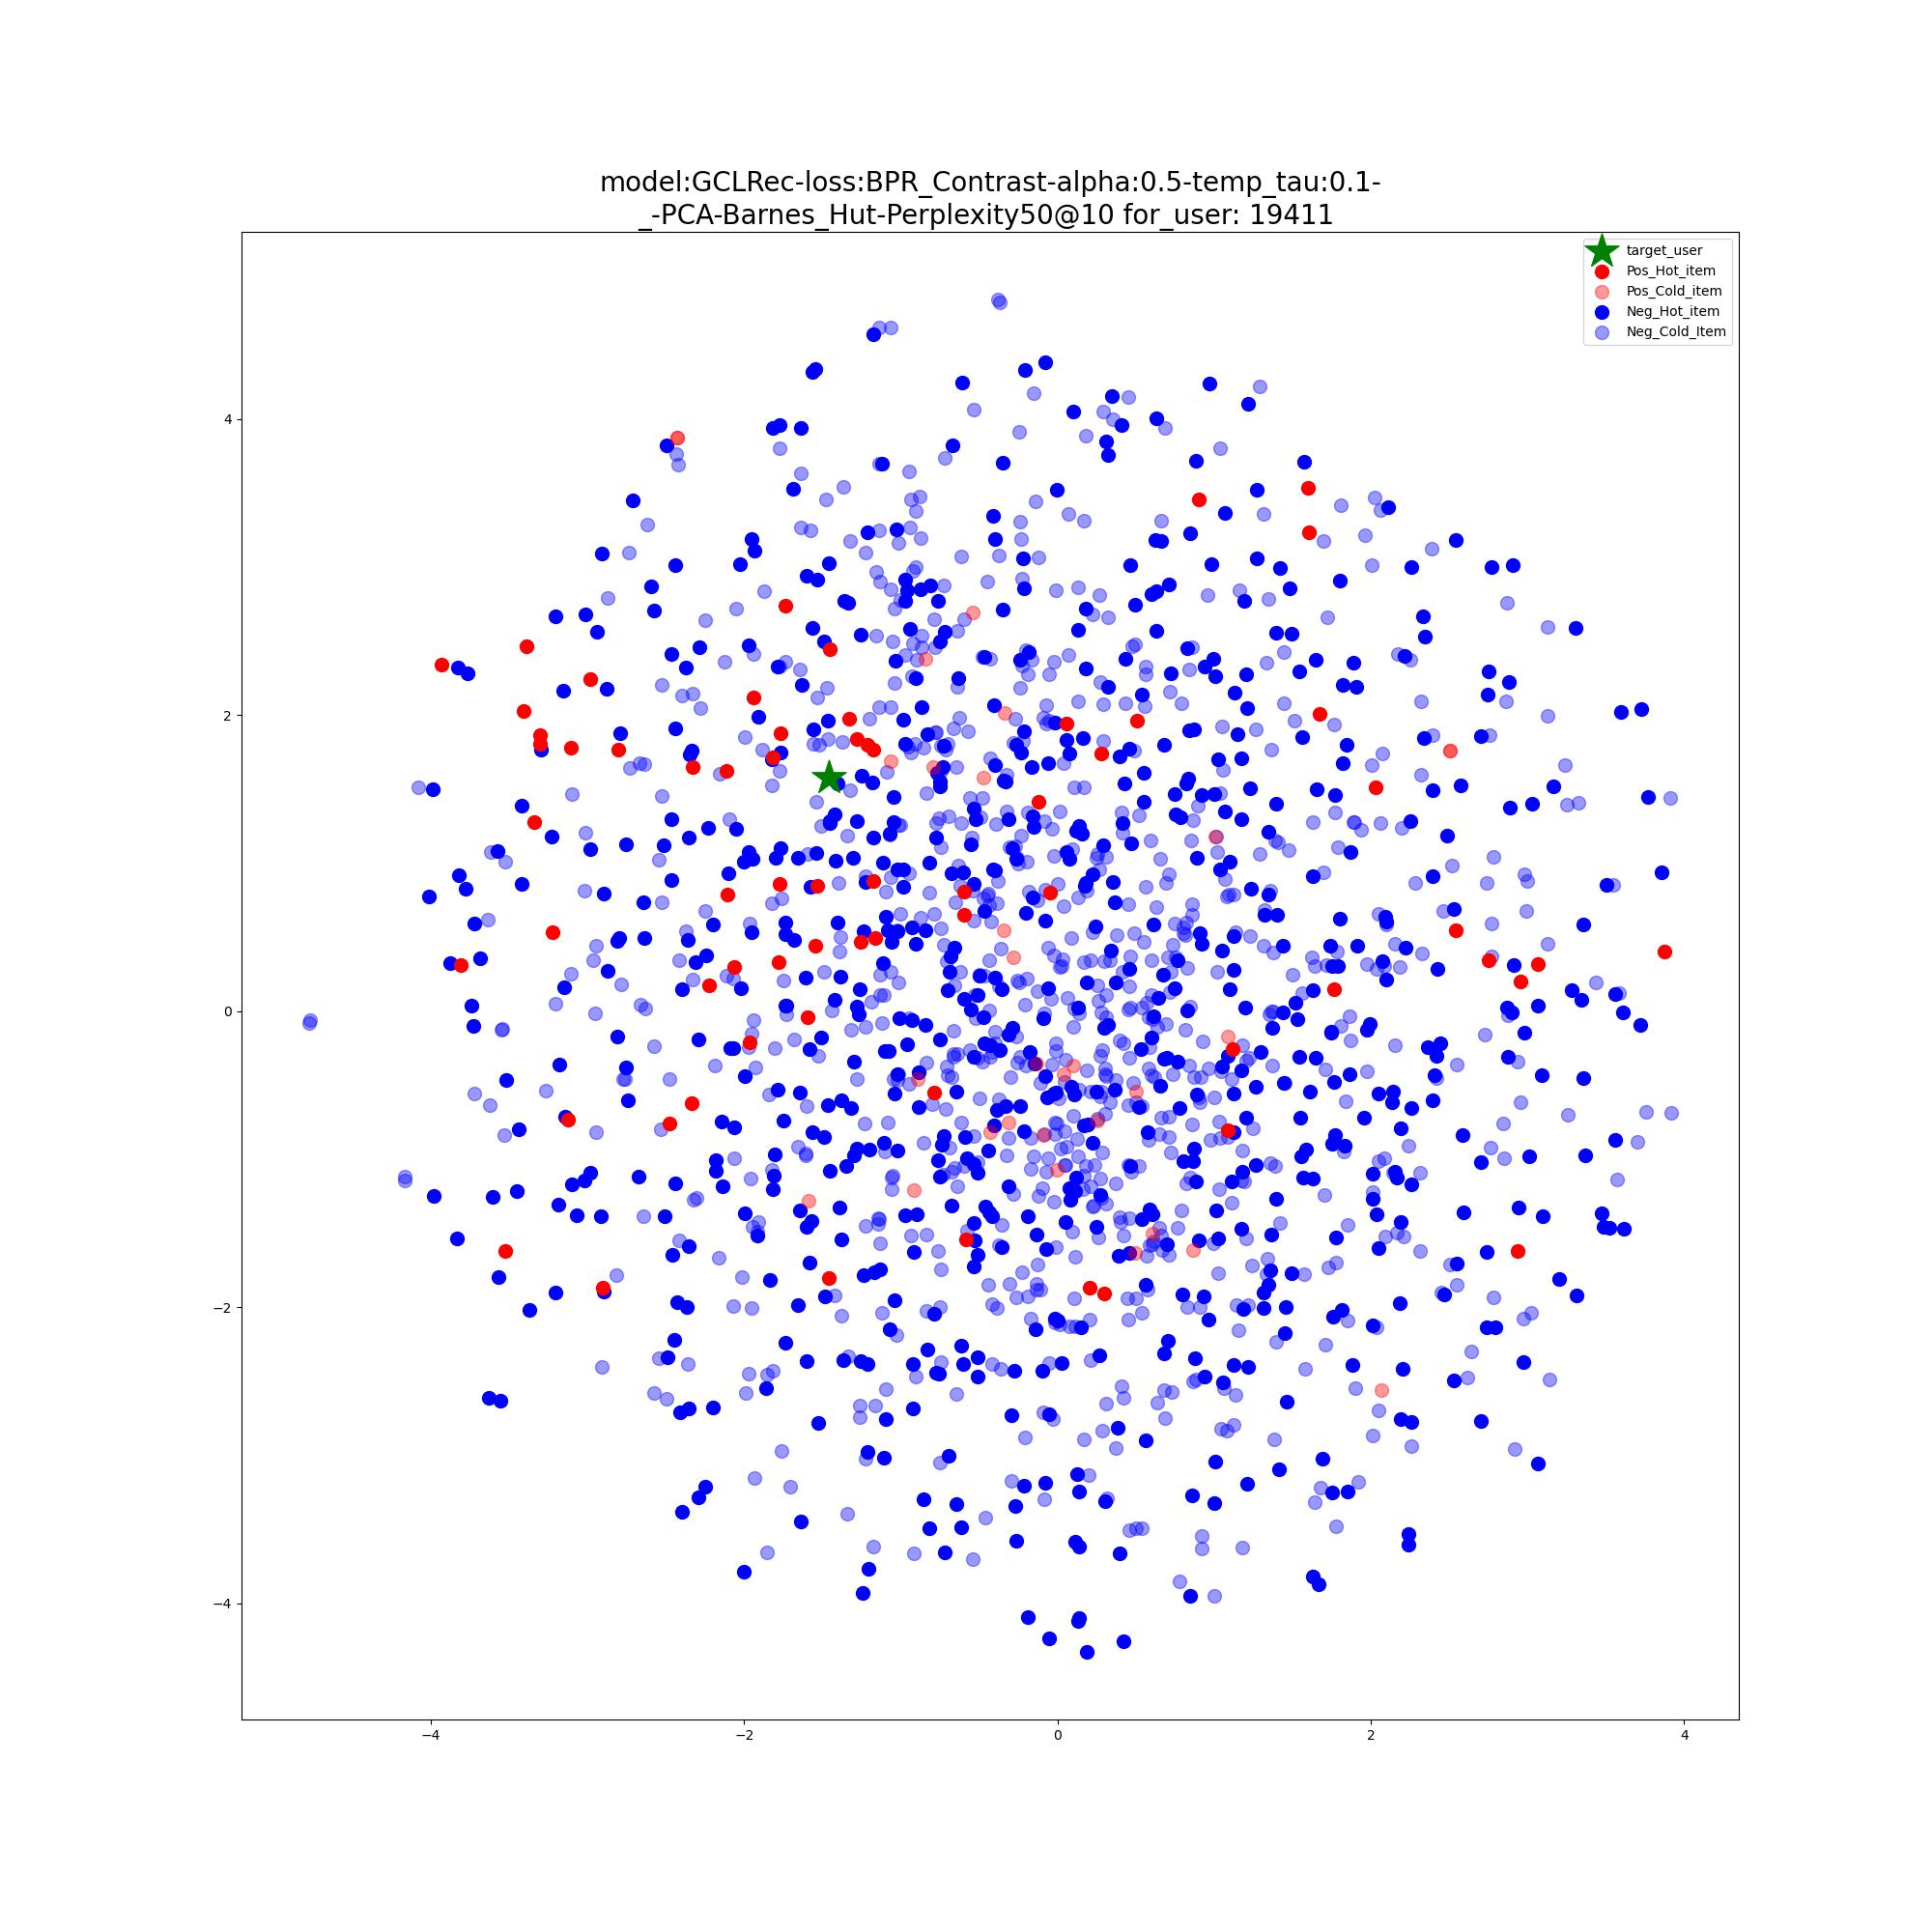 model:GCLRec-loss:BPR_Contrast-alpha:0.5-temp_tau:0.1-
_-PCA-Barnes_Hut-Perplexity50@10 for_user: 19411
target_user
Pos_Hot_item
Pos_Cold_item
Neg_Hot_item
Neg_Cold_Item
4
2
0
−2
−4
−4
−2
0
2
4